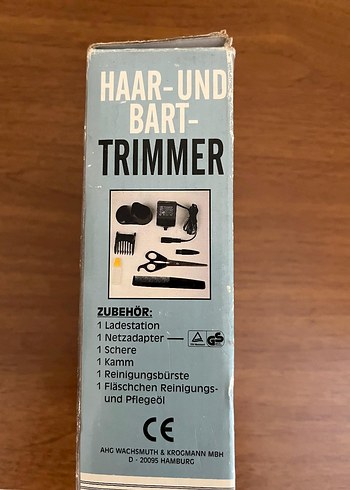 HAAR- UND
BART-
TRIMMER
ZUBEHÖR:
1 Ladestation
1 Netzadapter
1 Schere
1 Kamm
1 Reinigungsbürste
1 Fläschchen Reinigungs-
und Pflegeöl
CE
AHG WACHSMUTH & KROGMANN MBH
D - 20095 HAMBURG